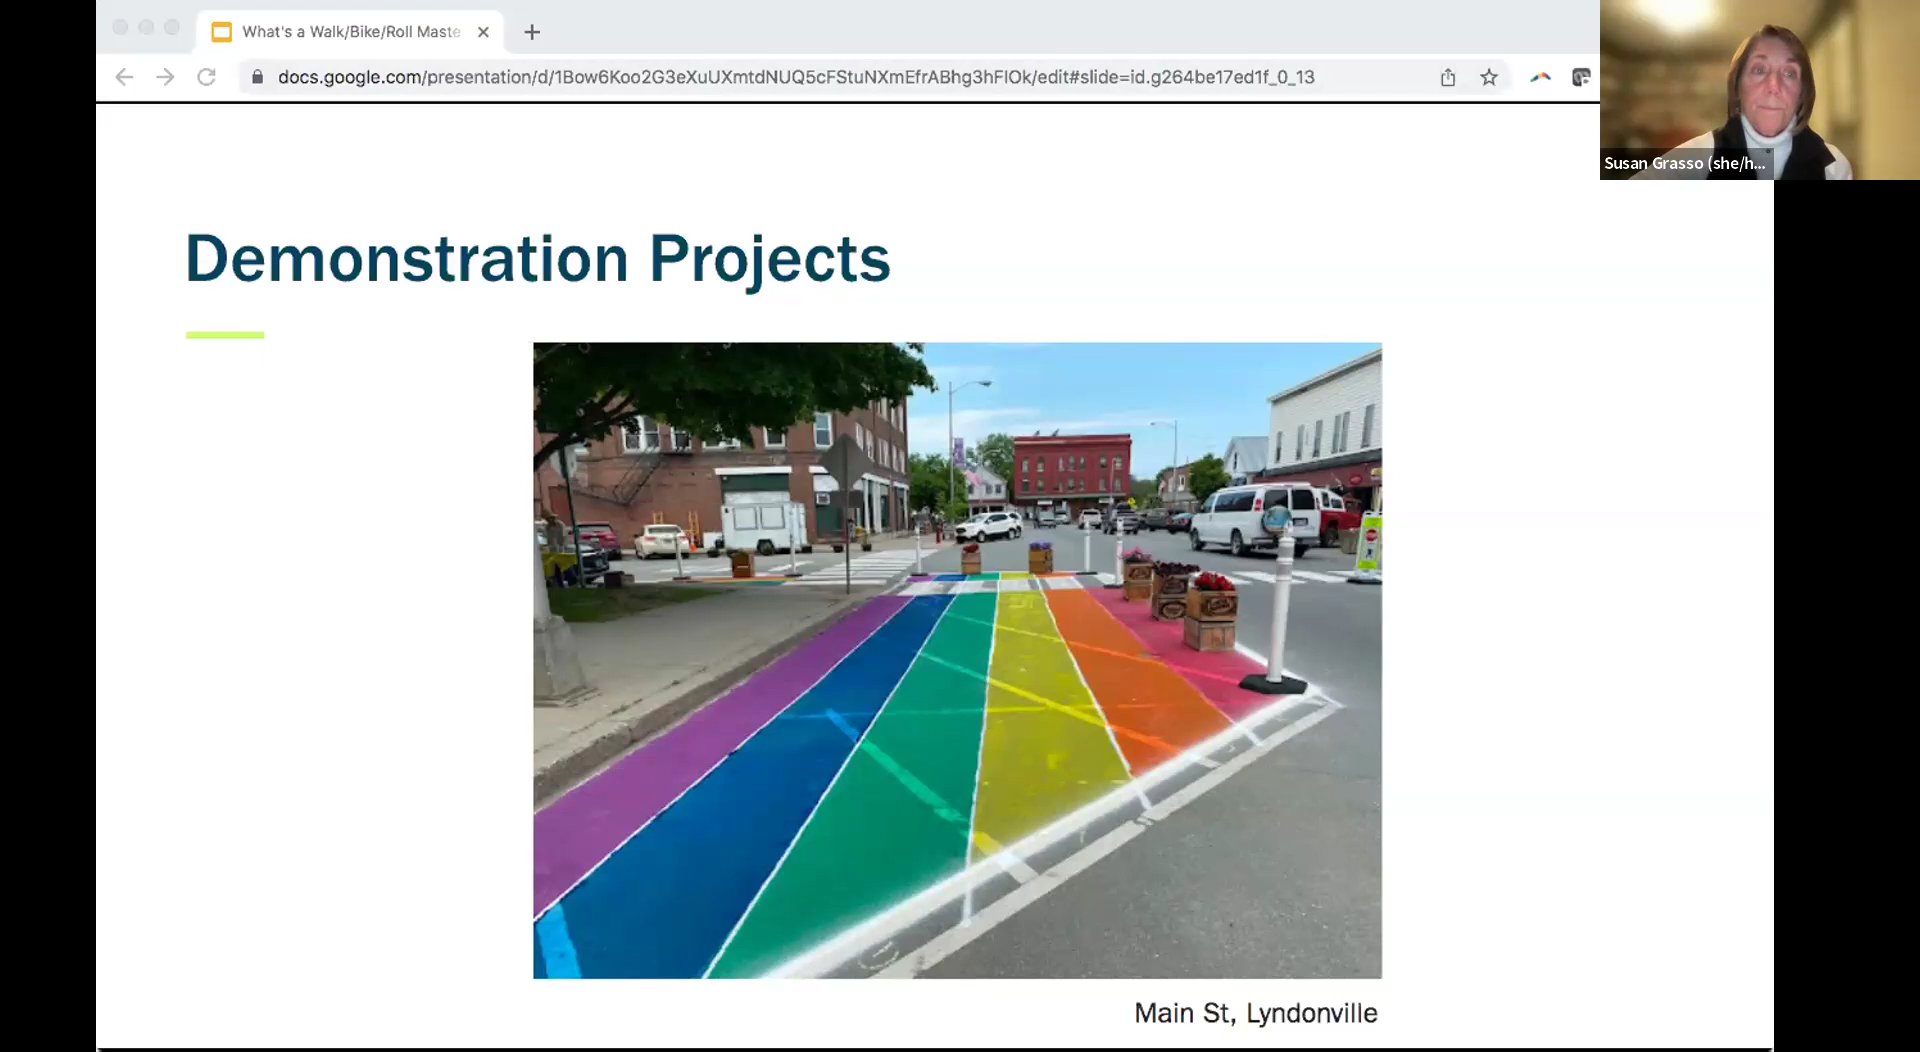 What's a Walk/Bike/Roll Maste
docs.google.com/presentation/d/1Bow6Koo2G3eXuUXmtdNUQ5cFStuNXmEfrABhg3hFlOk/edit#slide=id.g264be17ed1f_0_13
Susan Grasso (she/h...
Demonstration Projects
Main St, Lyndonville